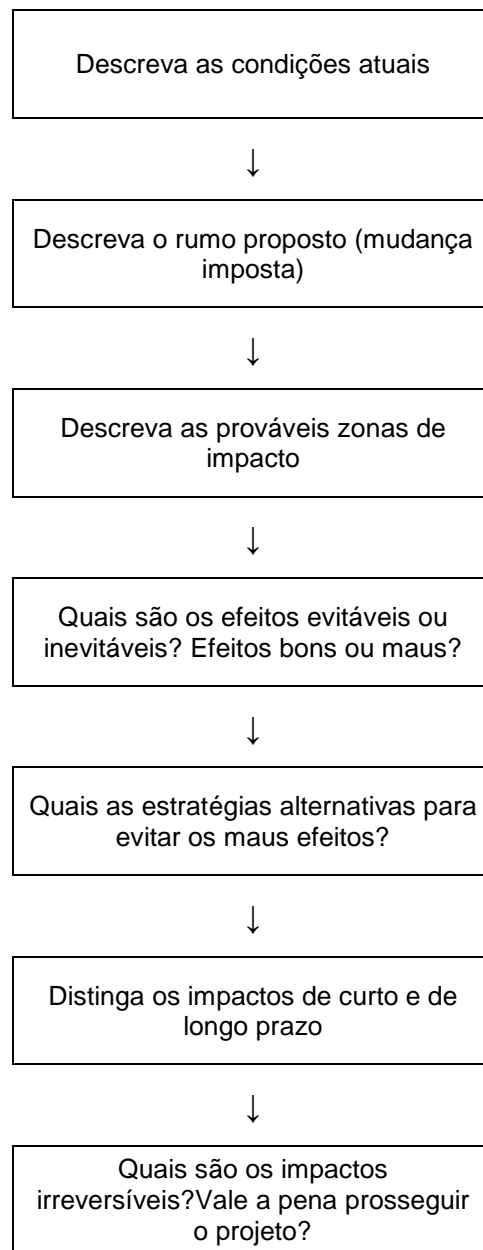 Descreva as condições atuais
↓
Descreva o rumo proposto (mudança
imposta)
↓
Descreva as prováveis zonas de
impacto
↓
Quais são os efeitos evitáveis ou
inevitáveis? Efeitos bons ou maus?
↓
Quais as estratégias alternativas para
evitar os maus efeitos?
↓
Distinga os impactos de curto e de
longo prazo
↓
Quais são os impactos
irreversíveis?Vale a pena prosseguir
o projeto?